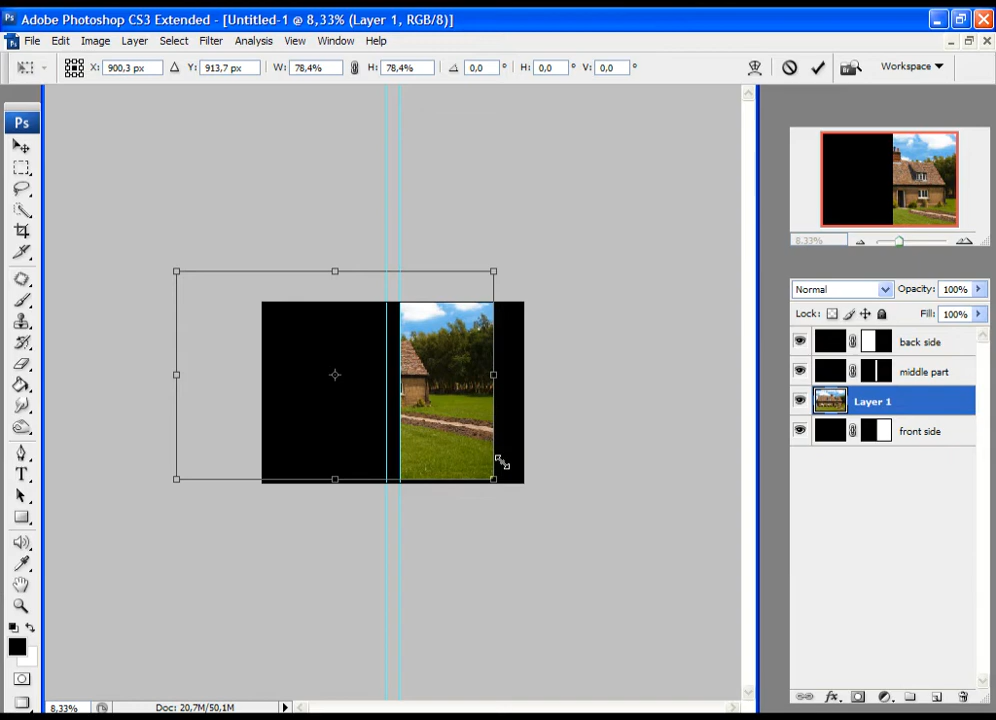 Adobe Photoshop CS3 Extended - [Untitled-1 @ 8,33% (Layer 1, RGB/8)]
File Edit Image Layer Select Filter Analysis View Window Help
X: 900,3 px Y: 913,7 px W: 78,4% H: 78,4% 0,0 ° H: 0,0 ° V: 0,0 ° Workspace
Ps
8.33%
Normal Opacity: 100%
Lock: Fill: 100%
back side
middle part
Layer 1
front side
8,33% Doc: 20,7M/50,1M